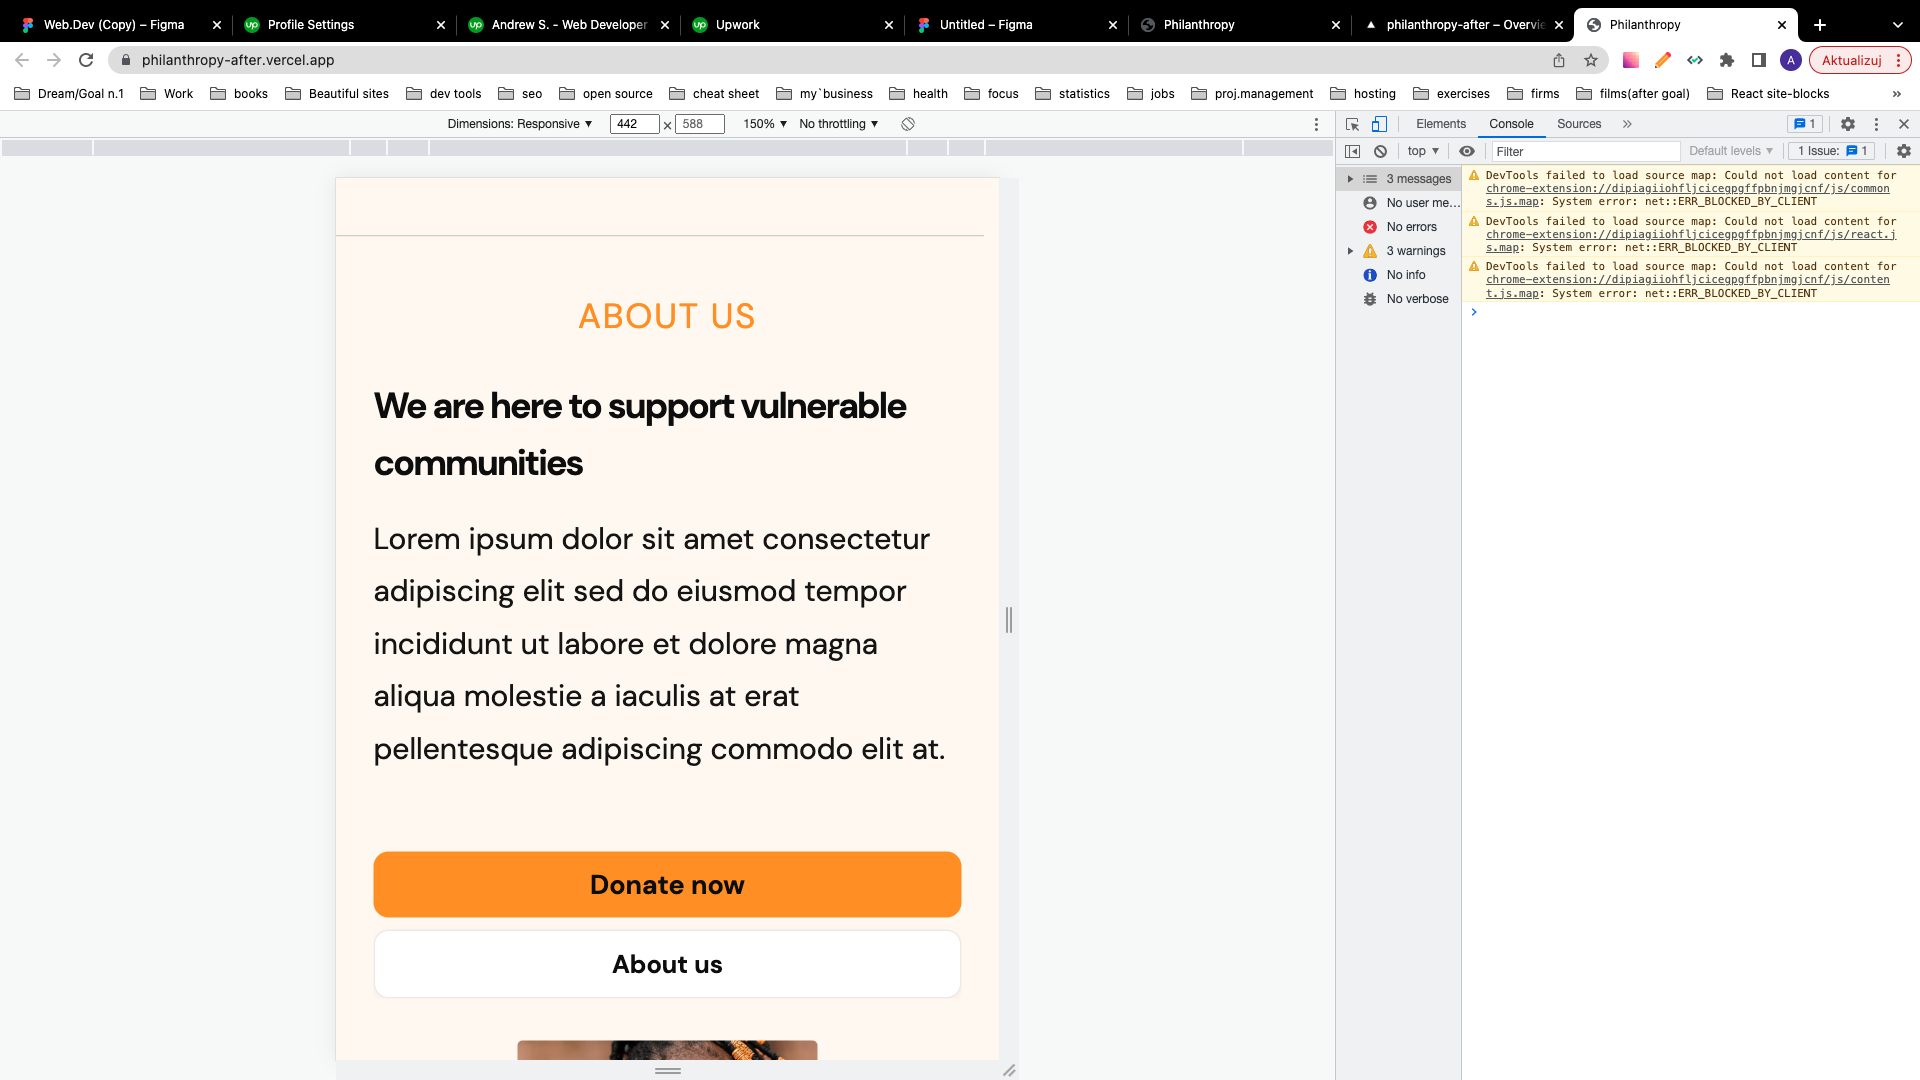 Web.Dev (Copy) – Figma
Profile Settings
Andrew S. - Web Developer
Upwork
Untitled – Figma
Philanthropy
philanthropy-after – Overvie
Philanthropy
philanthropy-after.vercel.app
A
Aktualizuj
Dream/Goal n.1
Work
books
Beautiful sites
dev tools
seo
open source
cheat sheet
my`business
health
focus
statistics
jobs
proj.management
hosting
exercises
firms
films(after goal)
React site-blocks
»
Dimensions: Responsive
442
×
588
150%
No throttling
Elements
Console
Sources
»
1
top
Filter
Default levels
1 Issue:
1
3 messages
No user me...
No errors
3 warnings
No info
No verbose
DevTools failed to load source map: Could not load content for
chrome-extension://dipiagiiohfljcicegpgffpbnjmgjcnf/js/common
s.js.map: System error: net::ERR_BLOCKED_BY_CLIENT
DevTools failed to load source map: Could not load content for
chrome-extension://dipiagiiohfljcicegpgffpbnjmgjcnf/js/react.j
s.map: System error: net::ERR_BLOCKED_BY_CLIENT
DevTools failed to load source map: Could not load content for
chrome-extension://dipiagiiohfljcicegpgffpbnjmgjcnf/js/conten
t.js.map: System error: net::ERR_BLOCKED_BY_CLIENT
ABOUT US
We are here to support vulnerable
communities
Lorem ipsum dolor sit amet consectetur
adipiscing elit sed do eiusmod tempor
incididunt ut labore et dolore magna
aliqua molestie a iaculis at erat
pellentesque adipiscing commodo elit at.
Donate now
About us